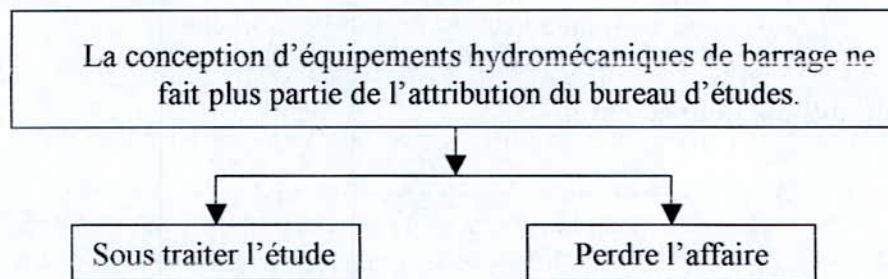 La conception d'équipements hydromécaniques de barrage ne
fait plus partie de l'attribution du bureau d'études.
Sous traiter l'étude
Perdre l'affaire